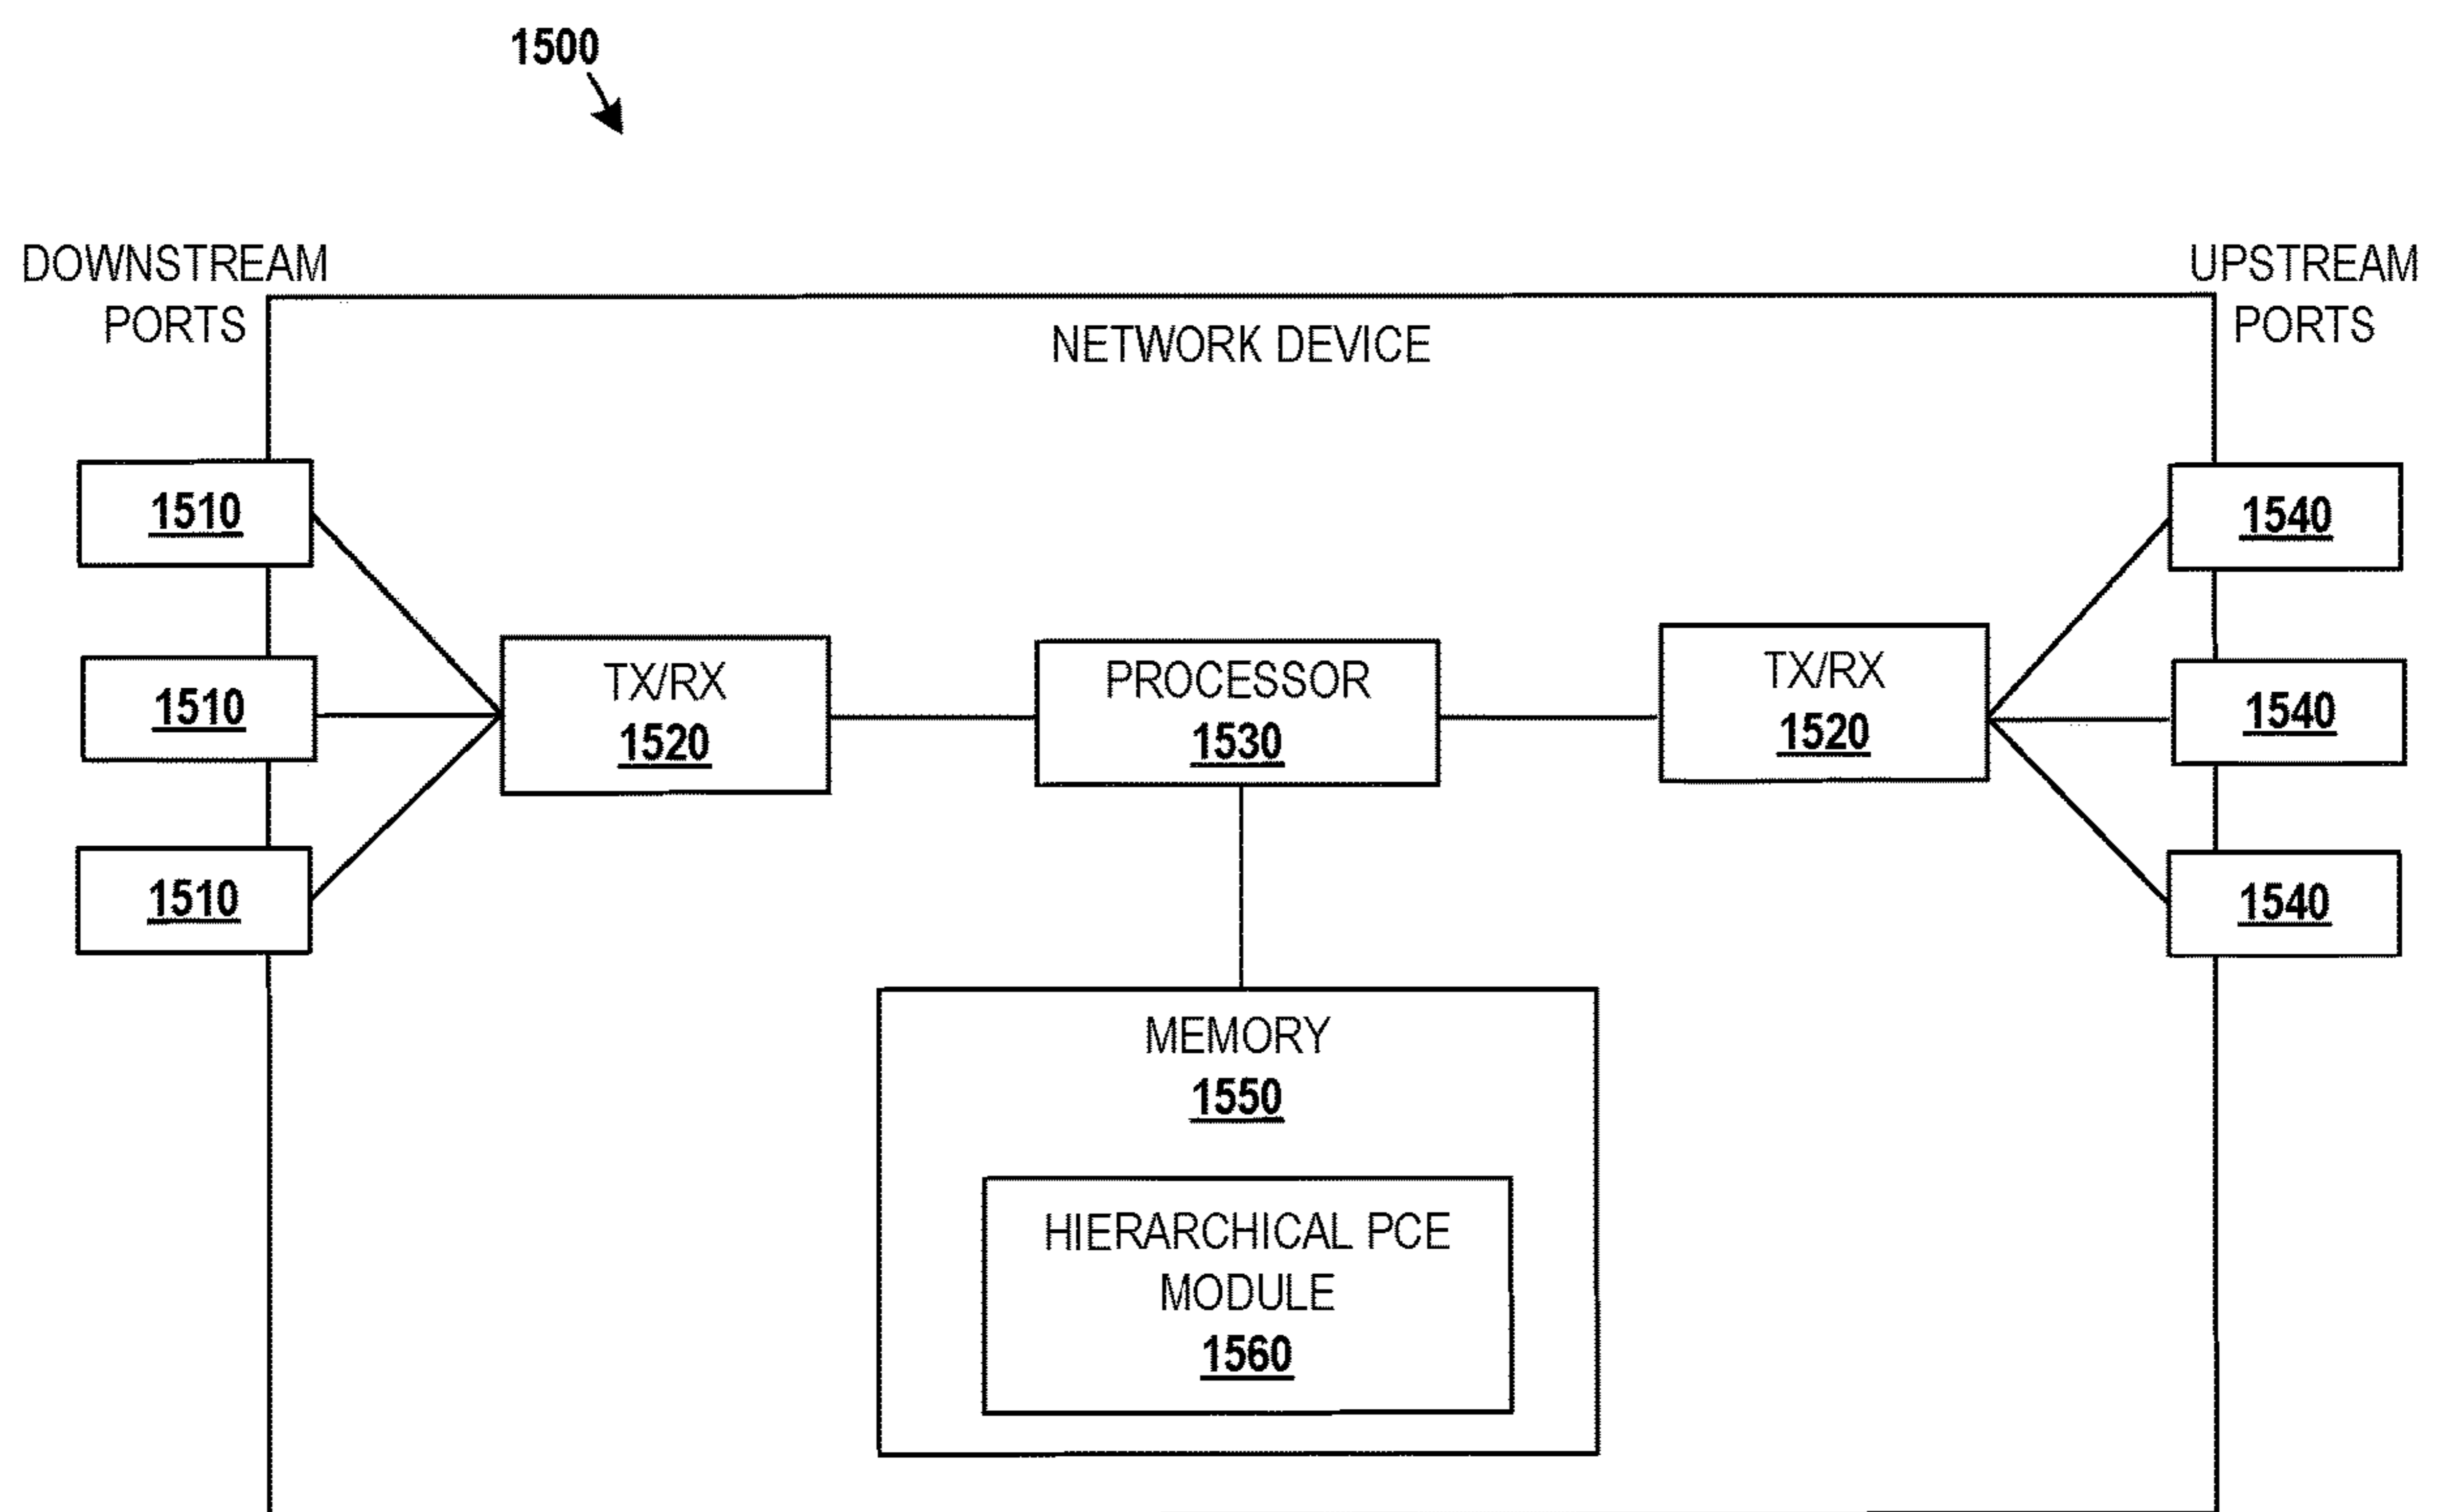 1500
DOWNSTREAM
PORTS
UPSTREAM
PORTS
NETWORK DEVICE
1510
1540
TX/RX
1520
PROCESSOR
1530
TX/RX
1520
1510
1540
1510
1540
MEMORY
1550
HIERARCHICAL PCE
MODULE
1560